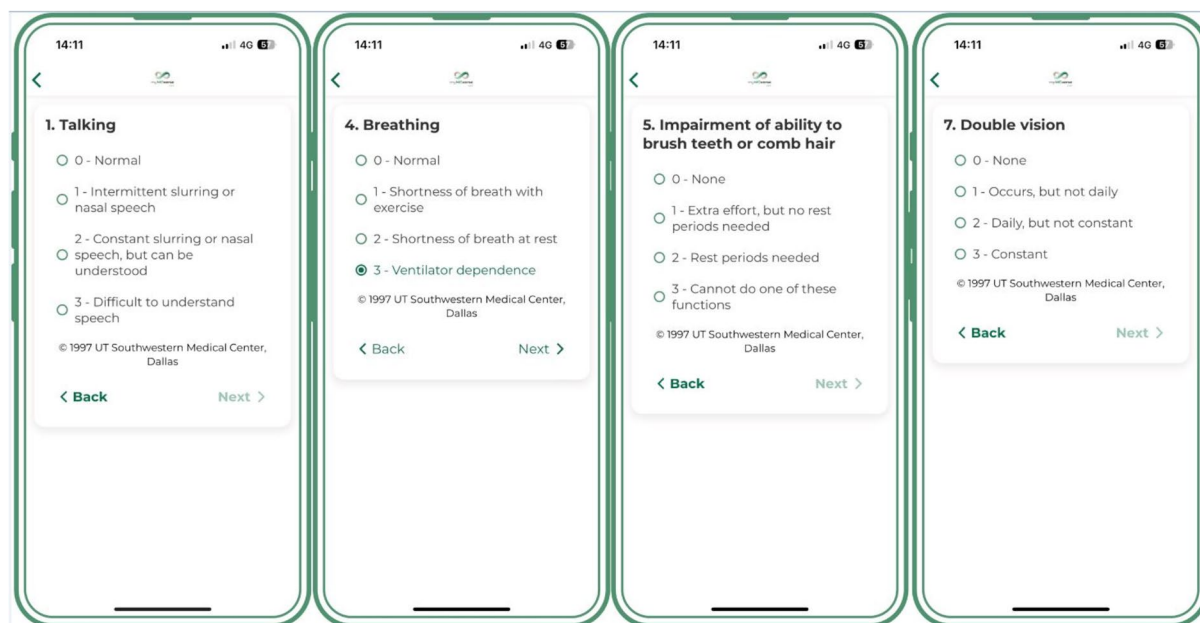 14:11
4G 57
1. Talking
0 - Normal
1 - Intermittent slurring or
nasal speech
2 - Constant slurring or nasal
speech, but can be
understood
3 - Difficult to understand
speech
© 1997 UT Southwestern Medical Center,
Dallas
Back
Next
14:11
4G 57
4. Breathing
0 - Normal
1 - Shortness of breath with
exercise
2 - Shortness of breath at rest
3 - Ventilator dependence
© 1997 UT Southwestern Medical Center,
Dallas
Back
Next
14:11
4G 57
5. Impairment of ability to
brush teeth or comb hair
0 - None
1 - Extra effort, but no rest
periods needed
2 - Rest periods needed
3 - Cannot do one of these
functions
© 1997 UT Southwestern Medical Center,
Dallas
Back
Next
14:11
4G 57
7. Double vision
0 - None
1 - Occurs, but not daily
2 - Daily, but not constant
3 - Constant
© 1997 UT Southwestern Medical Center,
Dallas
Back
Next